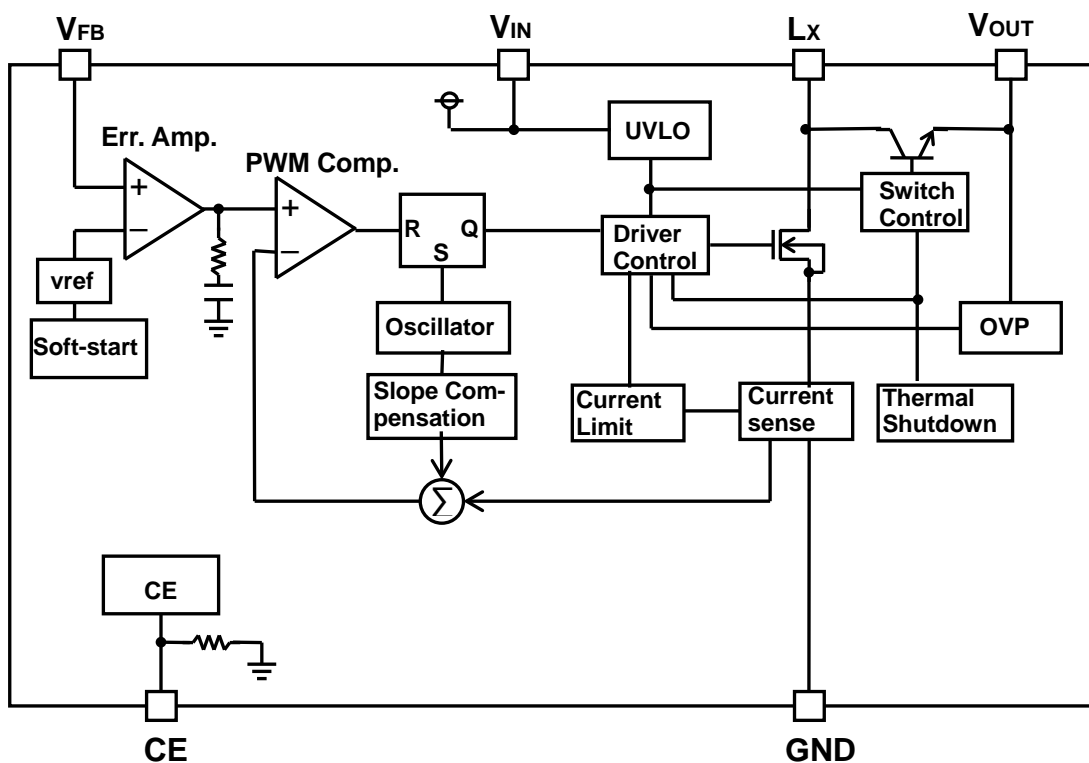 VFB
VIN
LX
VOUT
Err. Amp.
PWM Comp.
UVLO
Switch
Control
+
−
+
−
R
Q
S
Driver
Control
vref
Soft-start
Oscillator
OVP
Slope Com-
pensation
Current
Limit
Current
sense
Thermal
Shutdown
Σ
CE
CE
GND